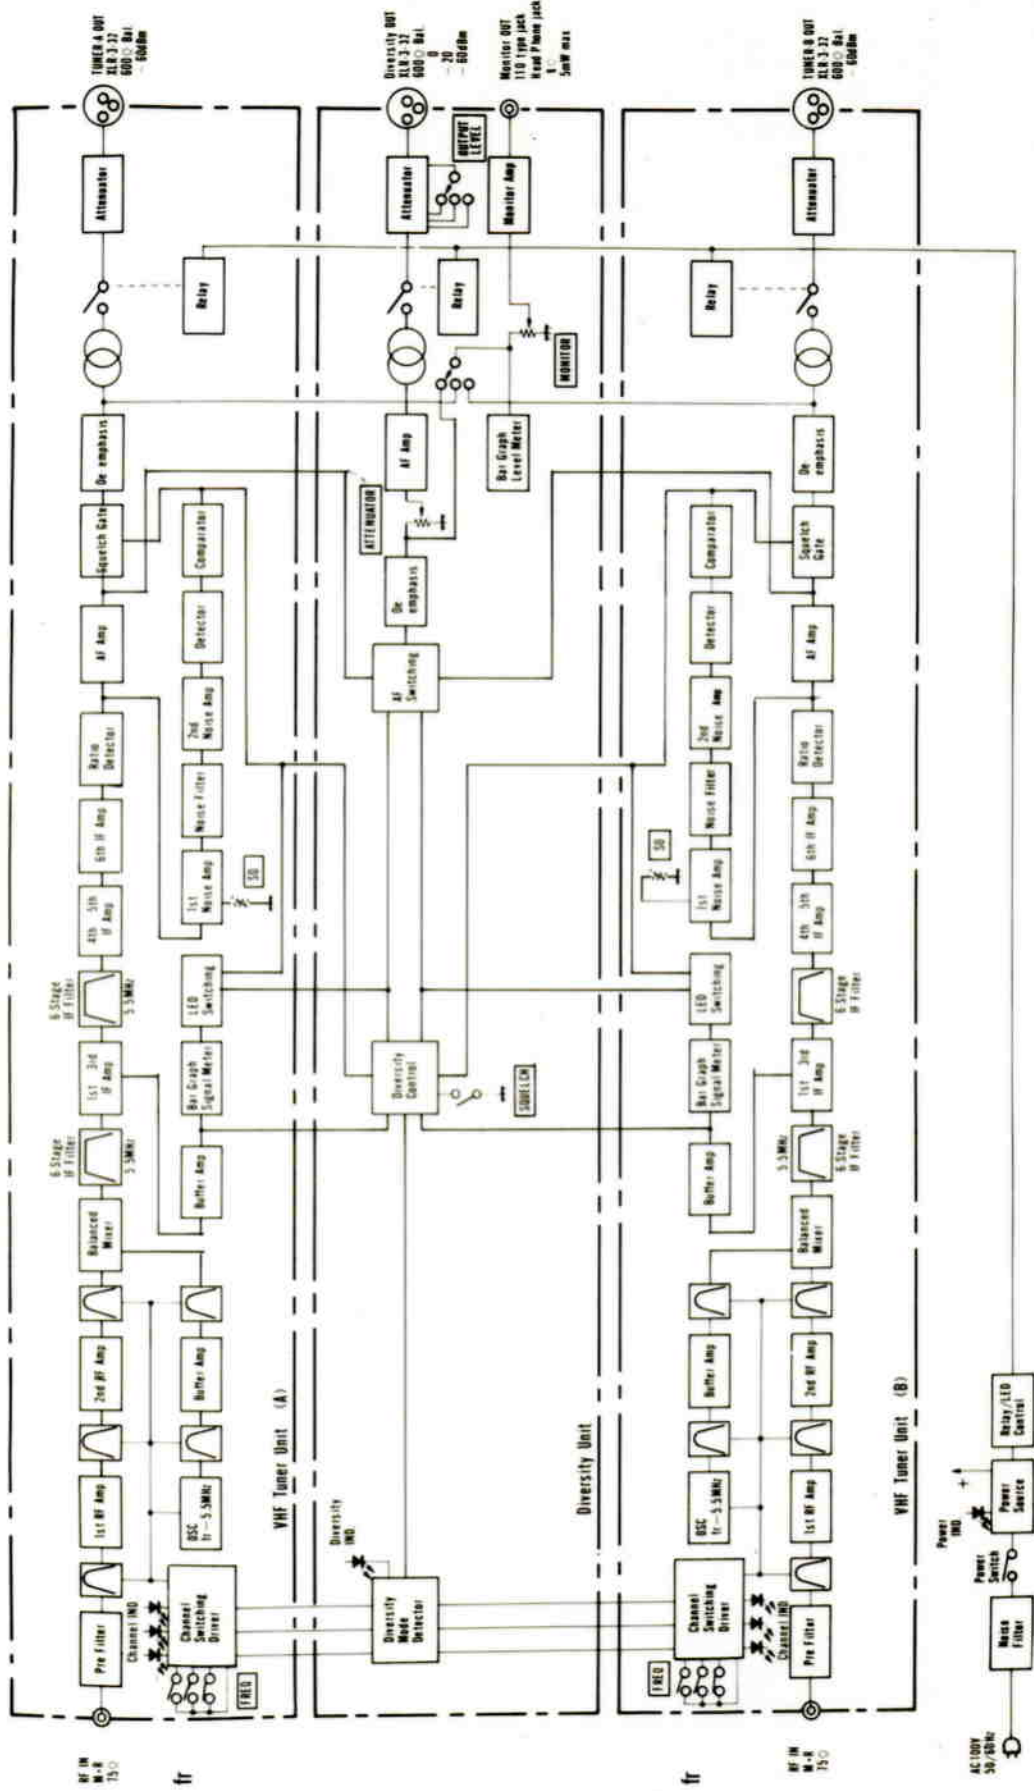 RF IN
M-R
75Ω
Pre Filter
1st RF Amp
2nd RF Amp
Balanced
Mixer
6 Stage
IF Filter
5.5MHz
1st 3rd
IF Amp
6 Stage
IF Filter
5.5MHz
4th 5th
IF Amp
6th IF Amp
Ratio
Detector
AF Amp
Squelch Gate
De emphasis
Attenuator
TUNER-A OUT
XLR-3-32
600Ω Bal.
-60dBm
Channel IND
fr
FREQ
Channel
Switching
Driver
OSC
fr-5.5MHz
Buffer Amp
Buffer Amp
Bar Graph
Signal Meter
LED
Switching
1st
Noise Amp
SQ
Noise Filter
2nd
Noise Amp
Detector
Comparator
Relay
VHF Tuner Unit (A)
Diversity
IND.
Diversity
Mode
Detector
Diversity
Control
SQUELCH
AF
Switching
De
emphasis
ATTENUATOR
AF Amp
Bar Graph
Level Meter
MONITOR
Relay
Attenuator
OUTPUT
LEVEL
Monitor Amp
Diversity OUT
XLR-3-32
600Ω Bal.
0
-20
-60dBm
Monitor OUT
110 type jack
Head Phone jack
8Ω
5mW max
Diversity Unit
fr
FREQ
Channel
Switching
Driver
Channel IND
OSC
fr-5.5MHz
Buffer Amp
Buffer Amp
Bar Graph
Signal Meter
LED
Switching
1st
Noise Amp
SQ
Noise Filter
2nd
Noise Amp
Detector
Comparator
Relay
RF IN
M-R
75Ω
Pre Filter
1st RF Amp
2nd RF Amp
Balanced
Mixer
5.5MHz
6 Stage
IF Filter
1st 3rd
IF Amp
6 Stage
IF Filter
4th 5th
IF Amp
6th IF Amp
Ratio
Detector
AF Amp
Squelch
Gate
De
emphasis
Attenuator
TUNER-B OUT
XLR-3-32
600Ω Bal.
-60dBm
VHF Tuner Unit (B)
AC100V
50/60Hz
Noise
Filter
Power
Switch
Power
IND.
+
Power
Source
Relay/LED
Control